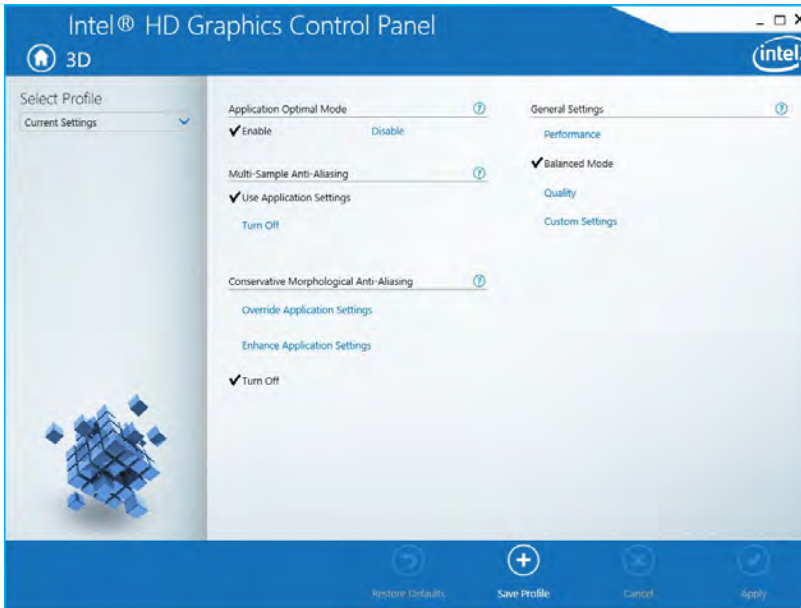 Intel® HD Graphics Control Panel
3D
intel
Select Profile
Current Settings
Application Optimal Mode
Enable Disable
Multi-Sample Anti-Aliasing
Use Application Settings
Turn Off
Conservative Morphological Anti-Aliasing
Override Application Settings
Enhance Application Settings
Turn Off
General Settings
Performance
Balanced Mode
Quality
Custom Settings
Restore Defaults
Save Profile
Cancel
Apply